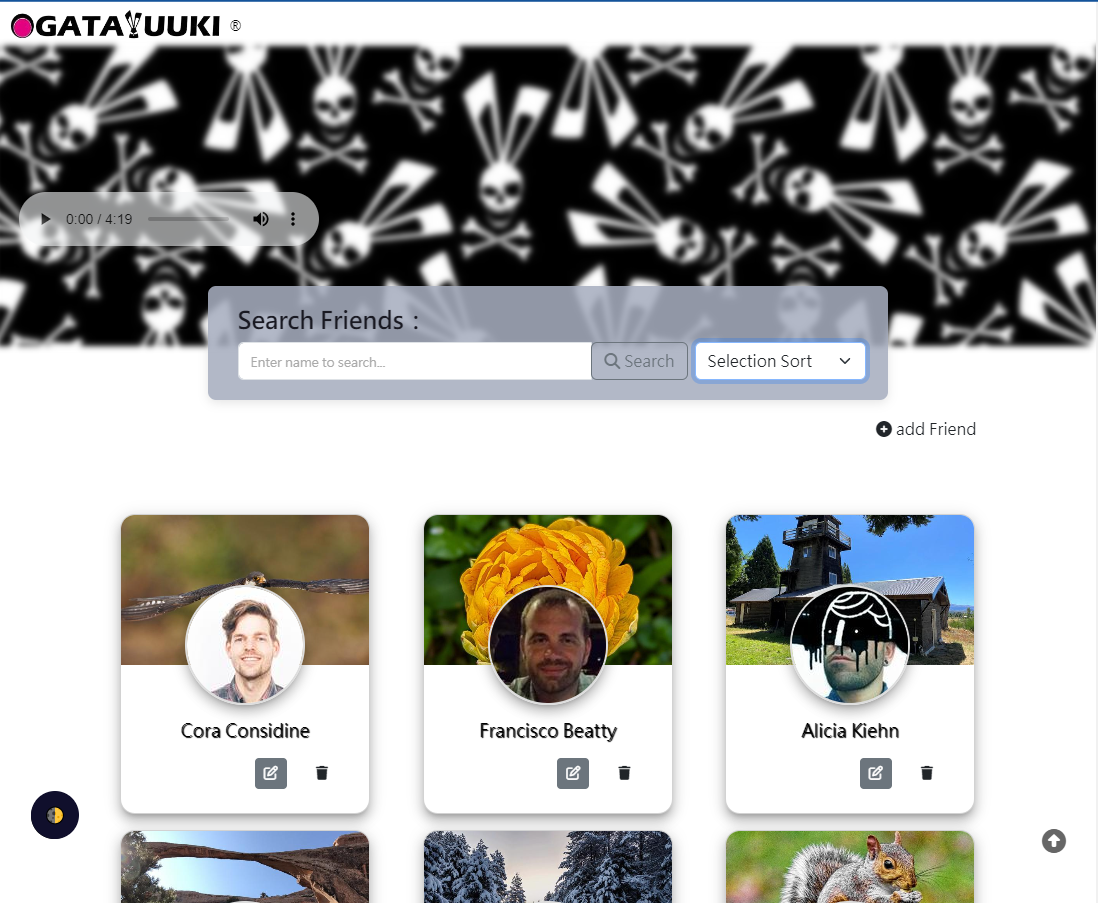 OGATAYUUKI ®
0:00 / 4:19
Search Friends :
Enter name to search...
Search
Selection Sort
add Friend
Cora Considine
Francisco Beatty
Alicia Kiehn